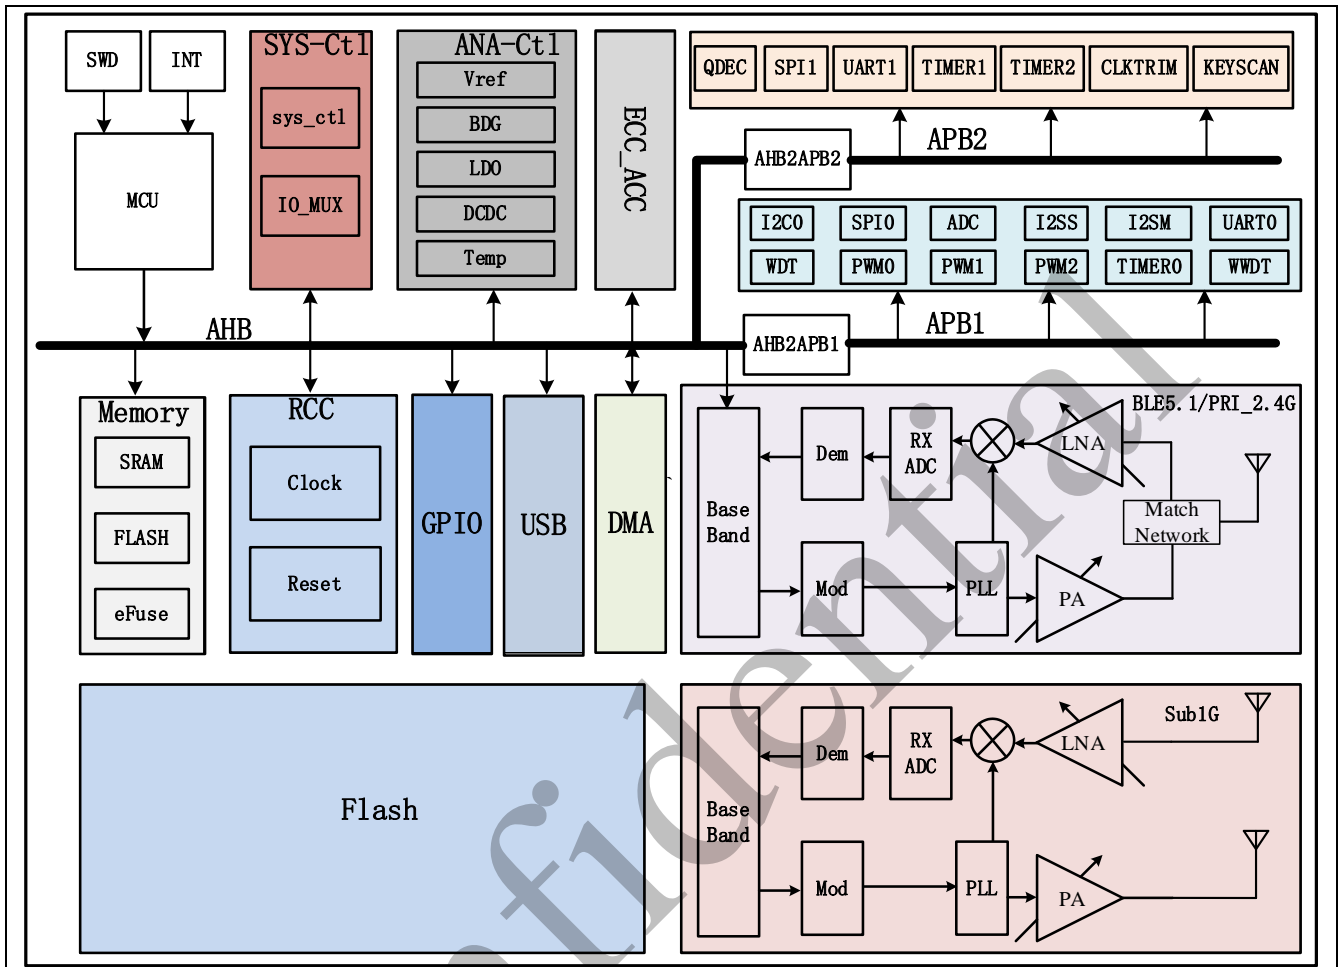 SWD
INT
MCU
SYS-Ctl
sys_ctl
IO_MUX
ANA-Ctl
Vref
BDG
LDO
DCDC
Temp
ECC_ACC
QDEC
SPI1
UART1
TIMER1
TIMER2
CLKTRIM
KEYSCAN
AHB2APB2
APB2
I2C0
SPI0
ADC
I2SS
I2SM
UART0
WDT
PWM0
PWM1
PWM2
TIMER0
WWDT
AHB
AHB2APB1
APB1
Memory
SRAM
FLASH
eFuse
RCC
Clock
Reset
GPIO
USB
DMA
BLE5.1/PRI_2.4G
Base
Band
Dem
RX
ADC
LNA
Match
Network
Mod
PLL
PA
Flash
Sub1G
Base
Band
Dem
RX
ADC
LNA
Mod
PLL
PA
nfidential